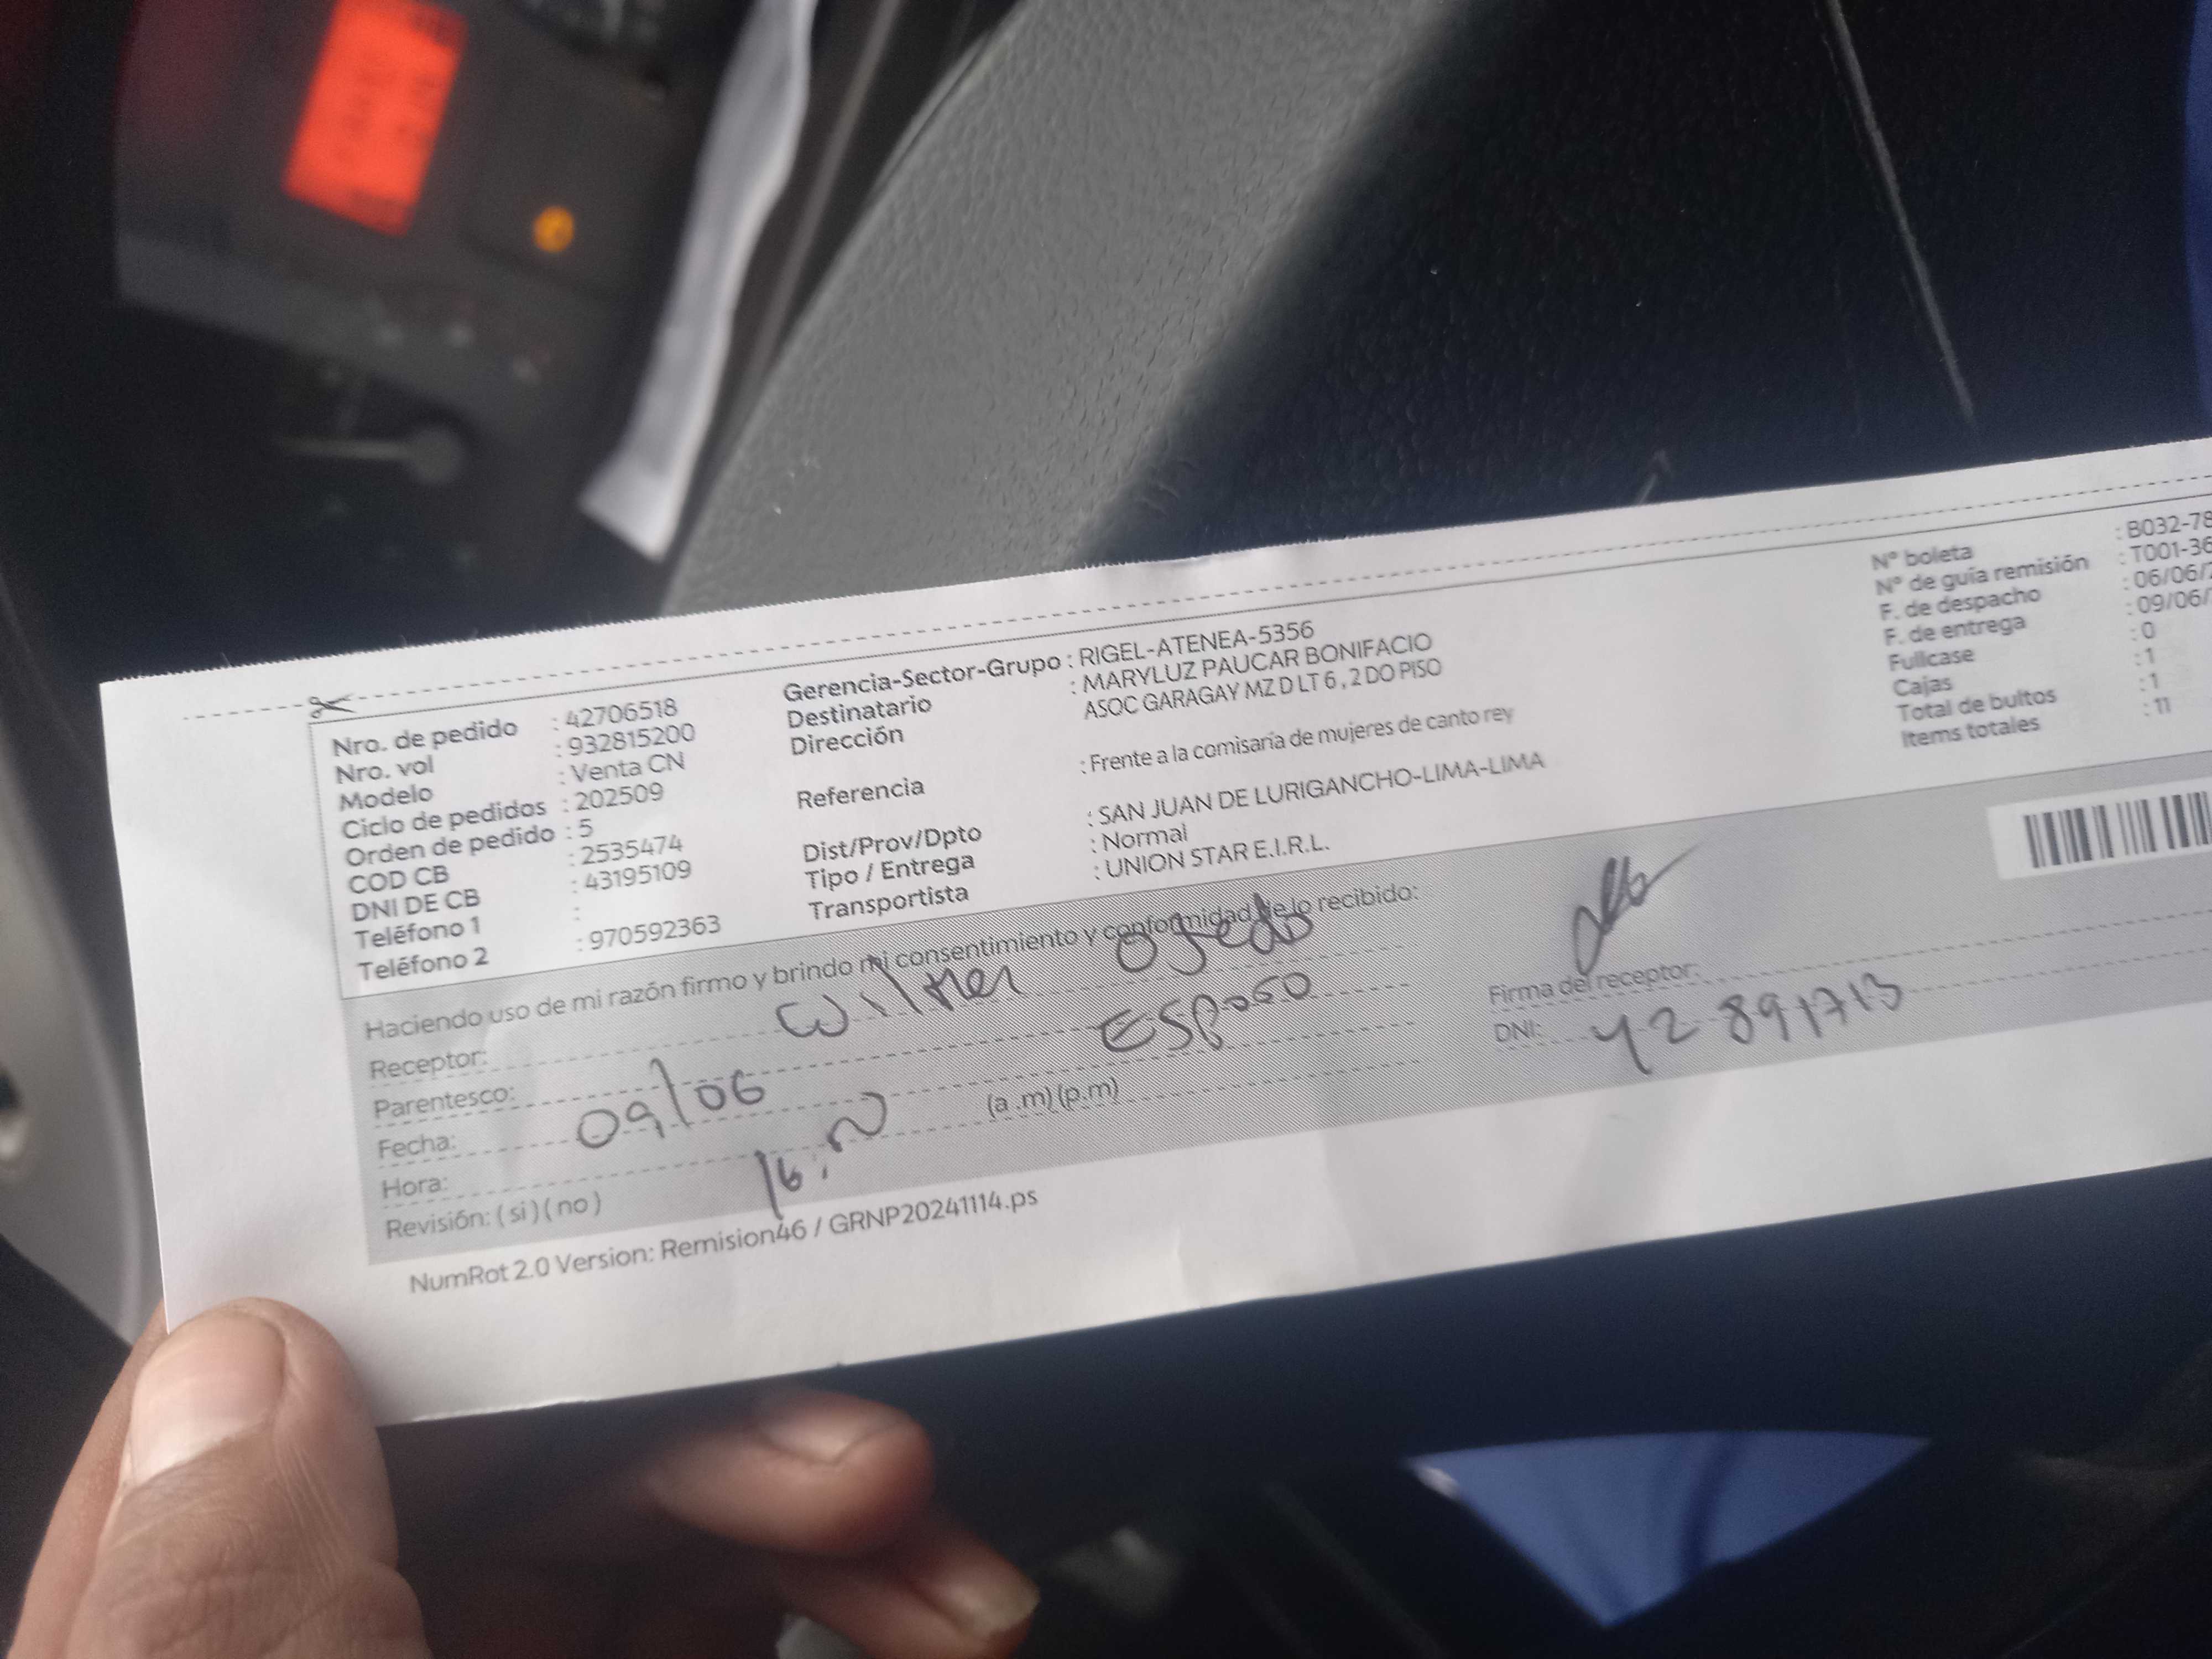 Nro. de pedido : 42706518
Nro. vol : 932815200
Modelo : Venta CN
Ciclo de pedidos : 202509
Orden de pedido : 5
COD CB : 2535474
DNI DE CB : 43195109
Teléfono 1 :
Teléfono 2 : 970592363
Gerencia-Sector-Grupo : RIGEL-ATENEA-5356
Destinatario : MARYLUZ PAUCAR BONIFACIO
Dirección ASOC GARAGAY MZ D LT 6 , 2 DO PISO
Referencia : Frente a la comisaría de mujeres de canto rey
Dist/Prov/Dpto : SAN JUAN DE LURIGANCHO-LIMA-LIMA
Tipo / Entrega : Normal
Transportista : UNION STAR E.I.R.L.
N° boleta : B032-78
N° de guía remisión : T001-36
F. de despacho : 06/06/
F. de entrega : 09/06/
Fullcase : 0
Cajas : 1
Total de bultos : 1
Items totales : 11
Haciendo uso de mi razón firmo y brindo mi consentimiento y conformidad de lo recibido:
Receptor: Wilmer
Parentesco: ESPOSO
Fecha: 09/06
Hora: 16: (a .m) (p.m)
Revisión: ( si ) ( no )
Firma del receptor:
DNI: 42891713
NumRot 2.0 Version: Remision46 / GRNP20241114.ps